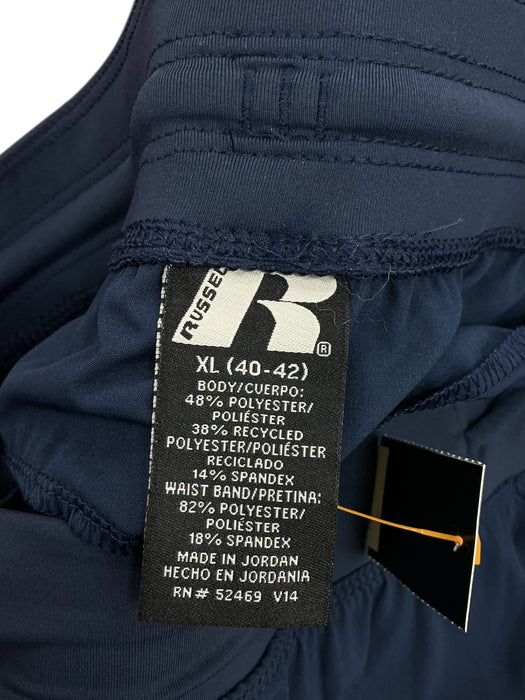 RUSSELL
R®
XL (40-42)
BODY/CUERPO:
48% POLYESTER/
POLIÉSTER
38% RECYCLED
POLYESTER/POLIÉSTER
RECICLADO
14% SPANDEX
WAIST BAND/PRETINA:
82% POLYESTER/
POLIÉSTER
18% SPANDEX
MADE IN JORDAN
HECHO EN JORDANIA
RN# 52469 V14